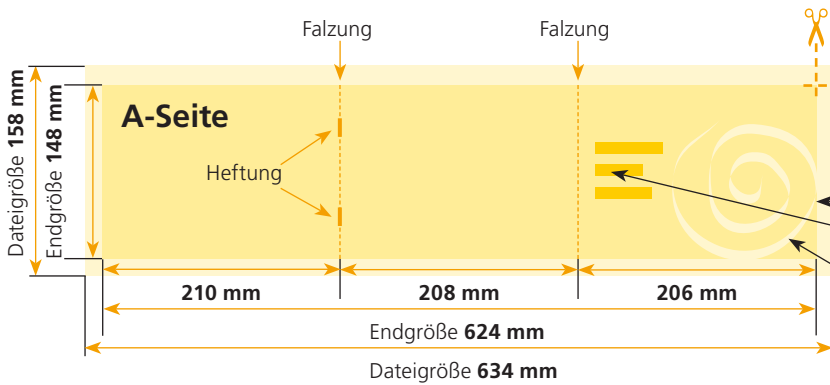 Falzung
Falzung
A-Seite
Dateigröße 158 mm
Endgröße 148 mm
Heftung
210 mm
208 mm
206 mm
Endgröße 624 mm
Dateigröße 634 mm